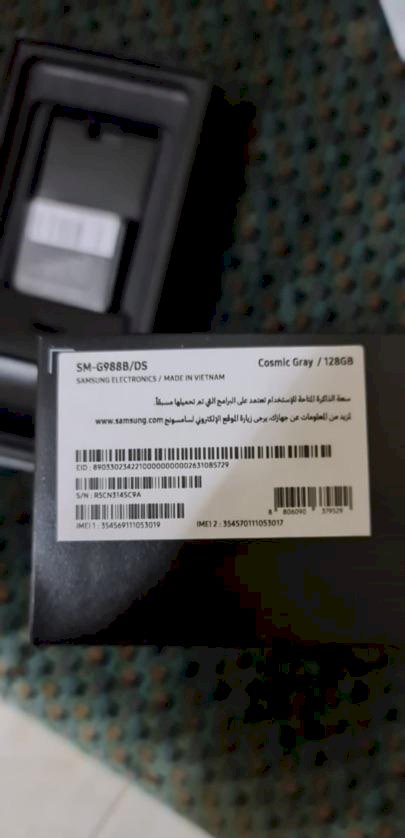 SM-G988B/DS
Cosmic Gray / 128GB
SAMSUNG ELECTRONICS / MADE IN VIETNAM
سعة الذاكرة المتاحة للإستخدام تعتمد على البرامج التي تم تحميلها مسبقاً.
لمزيد من المعلومات عن جهازك، يرجى زيارة الموقع الإلكتروني لسامسونج www.samsung.com
EID : 89033023422100000000002631085729
S/N : R5CN314SC9A
8 806090 379529
IMEI 1 : 354569111053019
IMEI 2 : 354570111053017